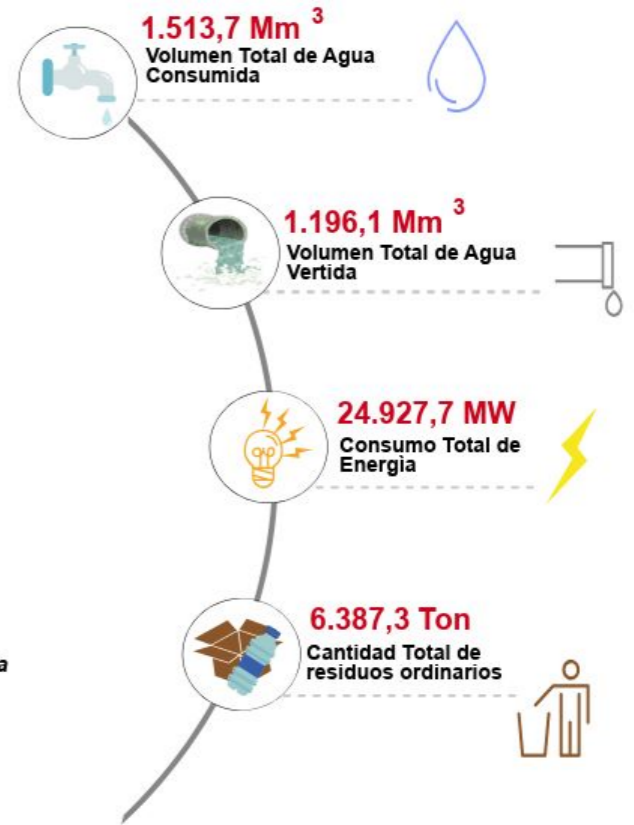 1.513,7 Mm ³
Volumen Total de Agua
Consumida
1.196,1 Mm ³
Volumen Total de Agua
Vertida
24.927,7 MW
Consumo Total de
Energìa
6.387,3 Ton
Cantidad Total de
residuos ordinarios
a